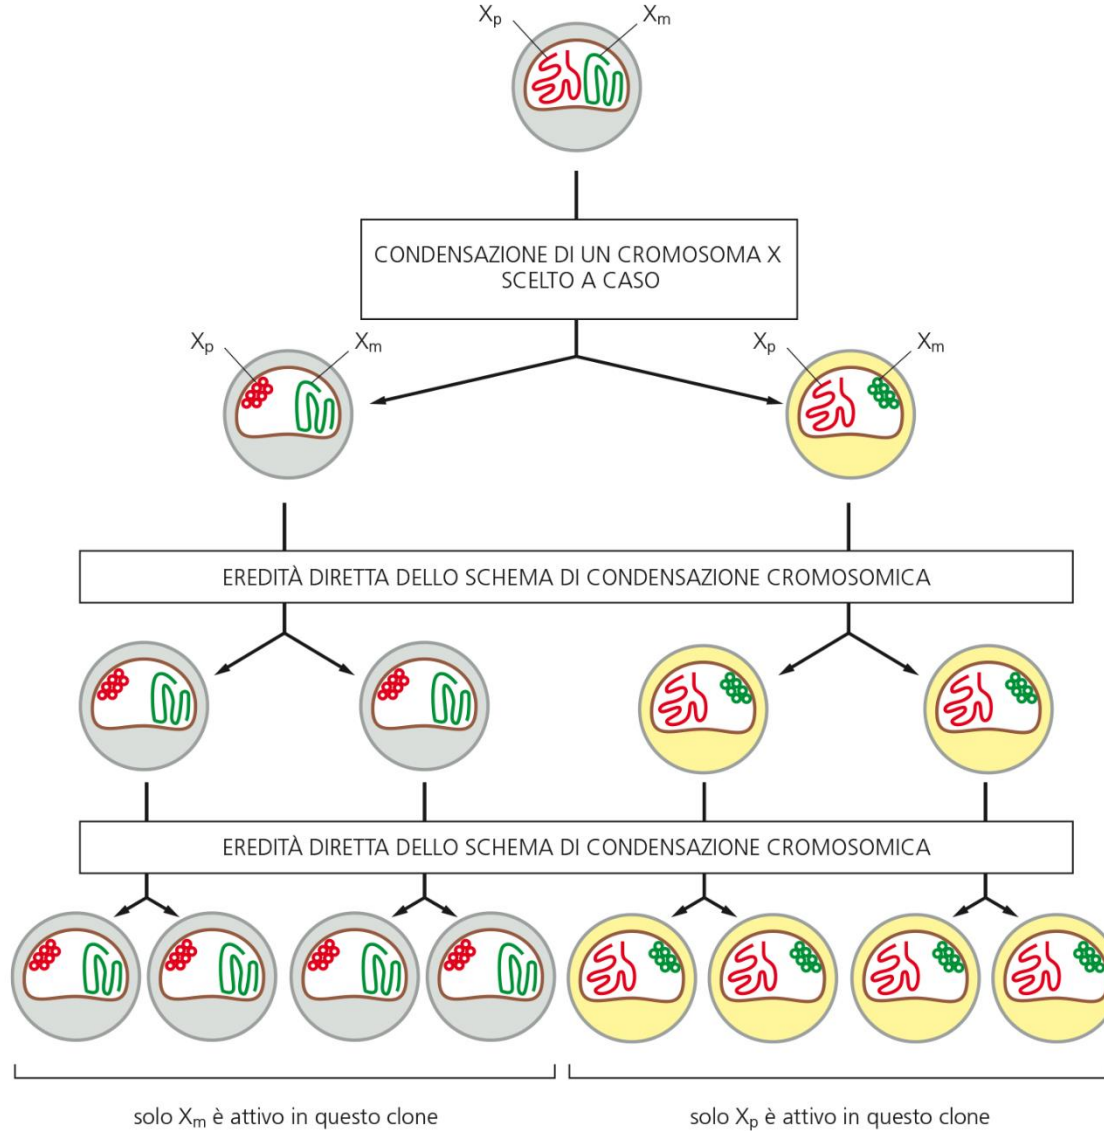 Xp
Xm
CONDENSAZIONE DI UN CROMOSOMA X
SCELTO A CASO
Xp
Xm
Xp
Xm
EREDITÀ DIRETTA DELLO SCHEMA DI CONDENSAZIONE CROMOSOMICA
EREDITÀ DIRETTA DELLO SCHEMA DI CONDENSAZIONE CROMOSOMICA
solo Xm è attivo in questo clone
solo Xp è attivo in questo clone